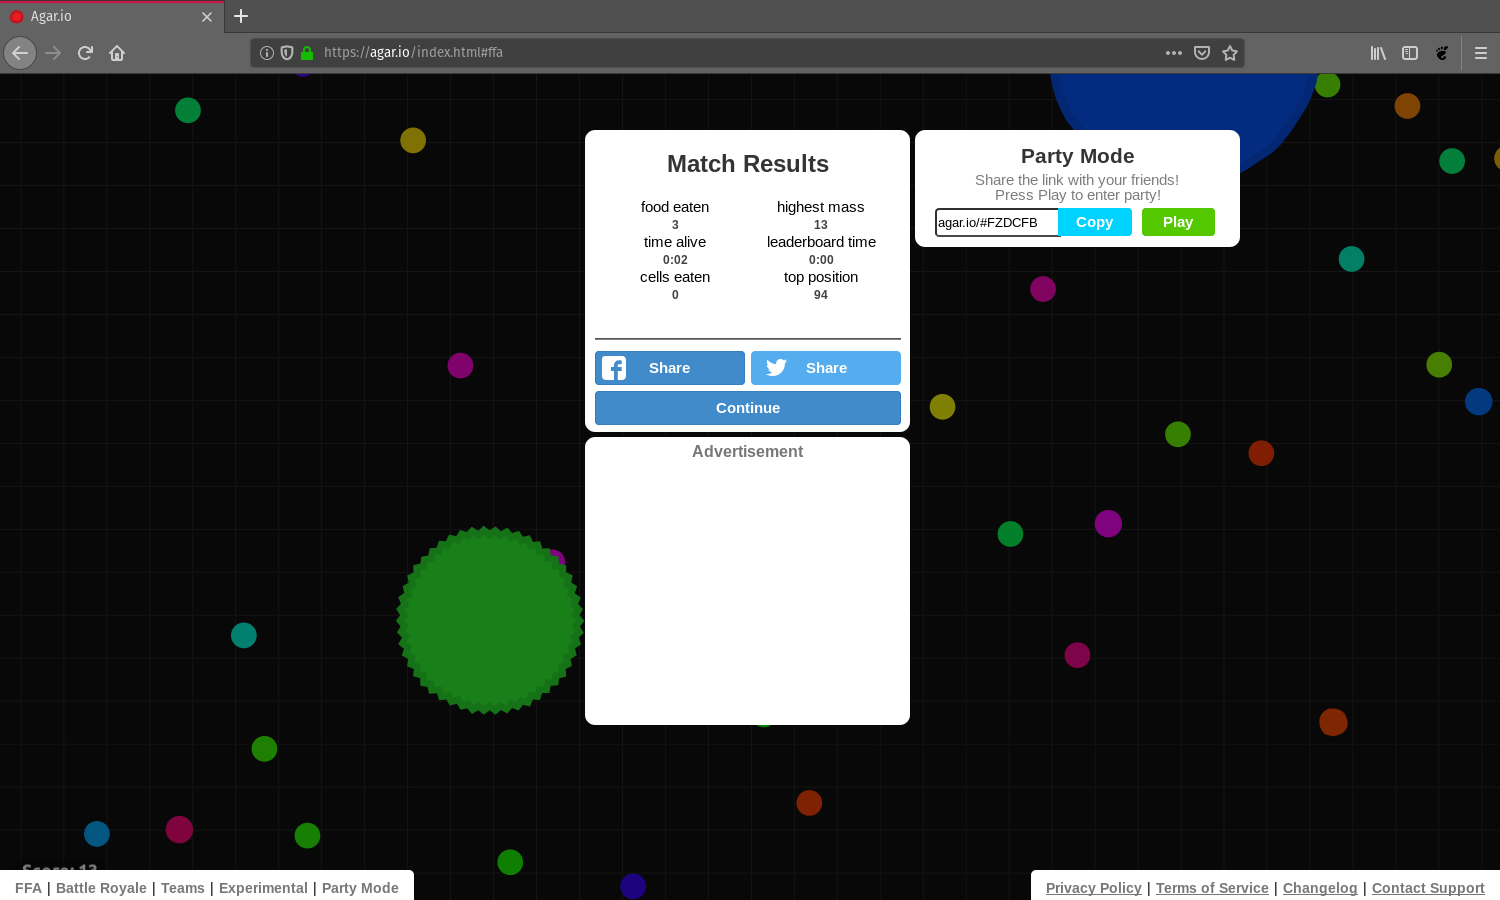 Agar.io
https://agar.io/index.html#ffa
Match Results
food eaten
3
highest mass
13
time alive
0:02
leaderboard time
0:00
cells eaten
0
top position
94
Share
Share
Continue
Advertisement
Party Mode
Share the link with your friends!
Press Play to enter party!
agar.io/#FZDCFB
Copy
Play
Score: 13
FFA | Battle Royale | Teams | Experimental | Party Mode
Privacy Policy | Terms of Service | Changelog | Contact Support